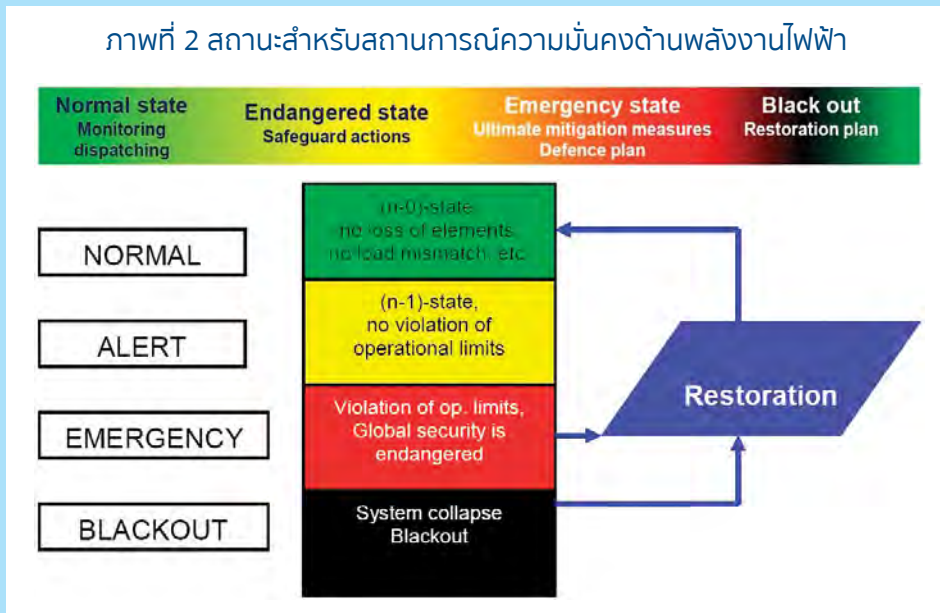 ภาพที่ 2 สถานะสำหรับสถานการณ์ความมั่นคงด้านพลังงานไฟฟ้า
Normal state
Monitoring
dispatching
Endangered state
Safeguard actions
Emergency state
Ultimate mitigation measures
Defence plan
Black out
Restoration plan
NORMAL
(n-0)-state,
no loss of elements,
no load mismatch, etc
ALERT
(n-1)-state,
no violation of
operational limits
EMERGENCY
Violation of op. limits,
Global security is
endangered
Restoration
BLACKOUT
System collapse
Blackout